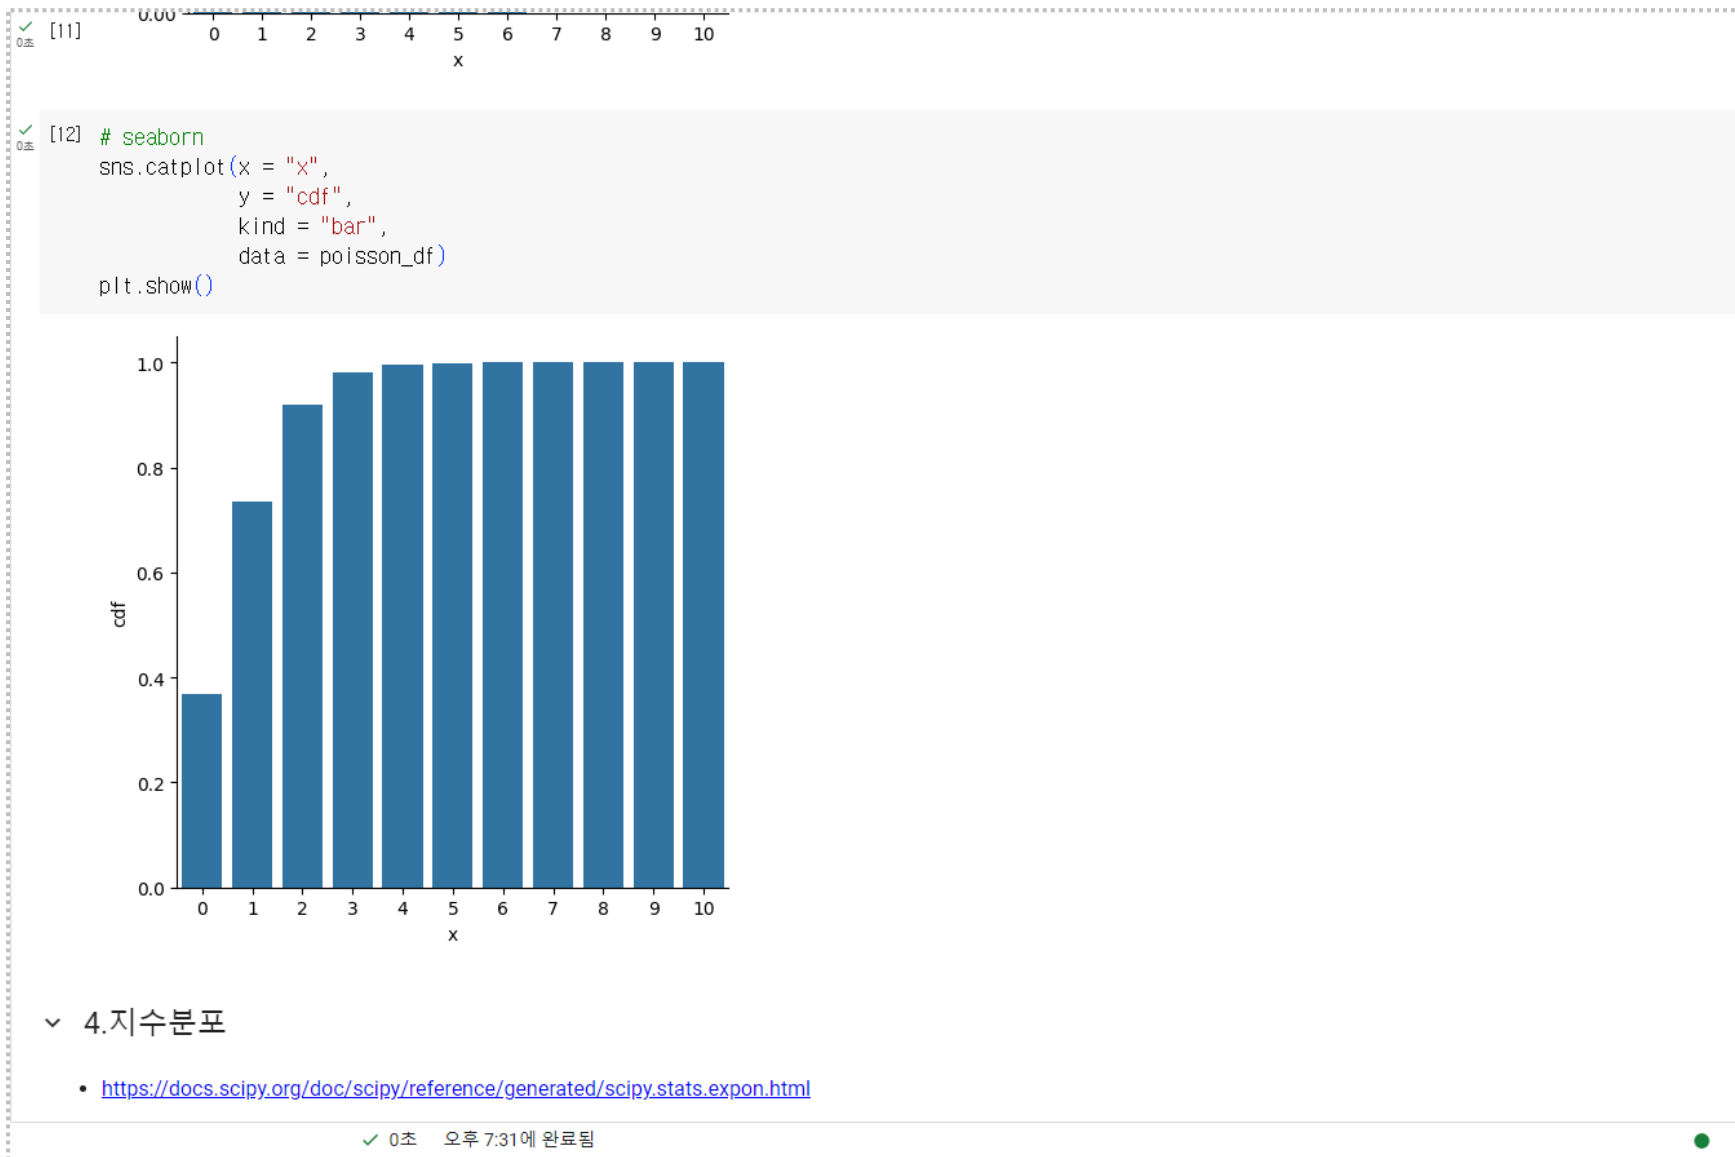 0.00
[11]
0초
0 1 2 3 4 5 6 7 8 9 10
x
[12]
0초
# seaborn
sns.catplot(x = "x",
y = "cdf",
kind = "bar",
data = poisson_df)
plt.show()
1.0
0.8
0.6
0.4
0.2
0.0
cdf
0 1 2 3 4 5 6 7 8 9 10
x
4.지수분포
• https://docs.scipy.org/doc/scipy/reference/generated/scipy.stats.expon.html
0초 오후 7:31에 완료됨